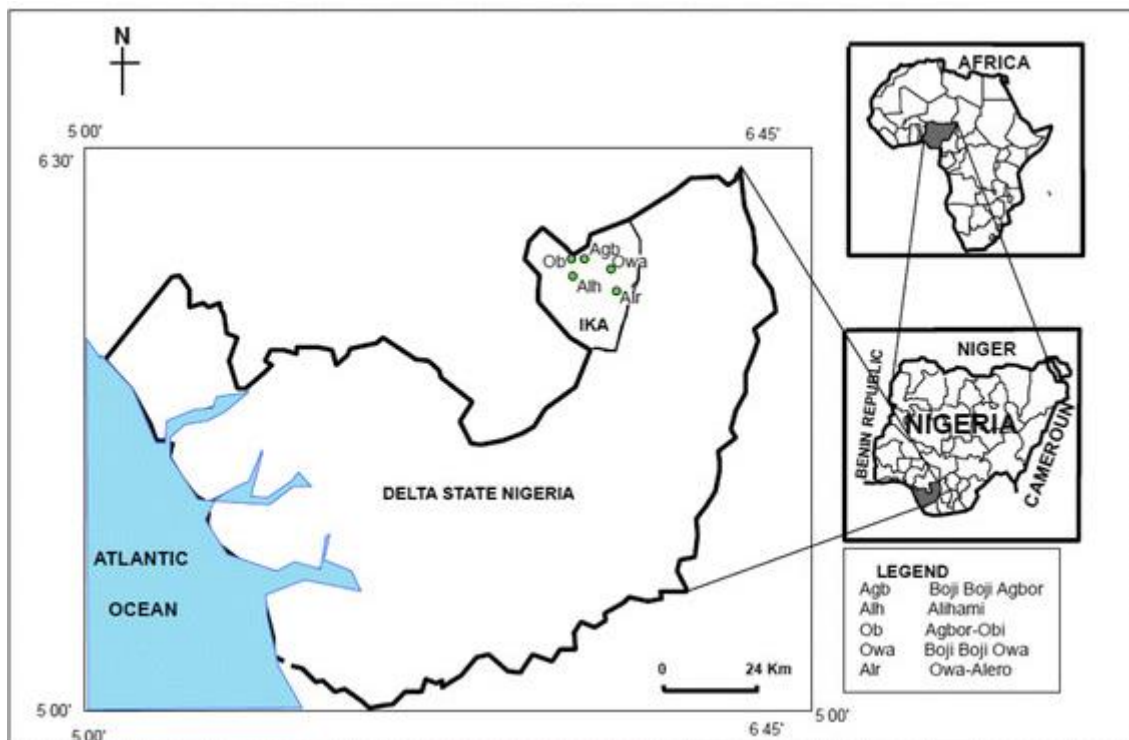 N
5 00'
6 45'
6 30'
AFRICA
Agb
Ob
Owa
Alh
Alr
IKA
NIGER
BENIN REPUBLIC
NIGERIA
CAMEROUN
DELTA STATE NIGERIA
ATLANTIC
OCEAN
LEGEND
Agb Boji Boji Agbor
Alh Alihami
Ob Agbor-Obi
Owa Boji Boji Owa
Alr Owa-Alero
0 24 Km
5 00'
5 00'
6 45'
5 00'